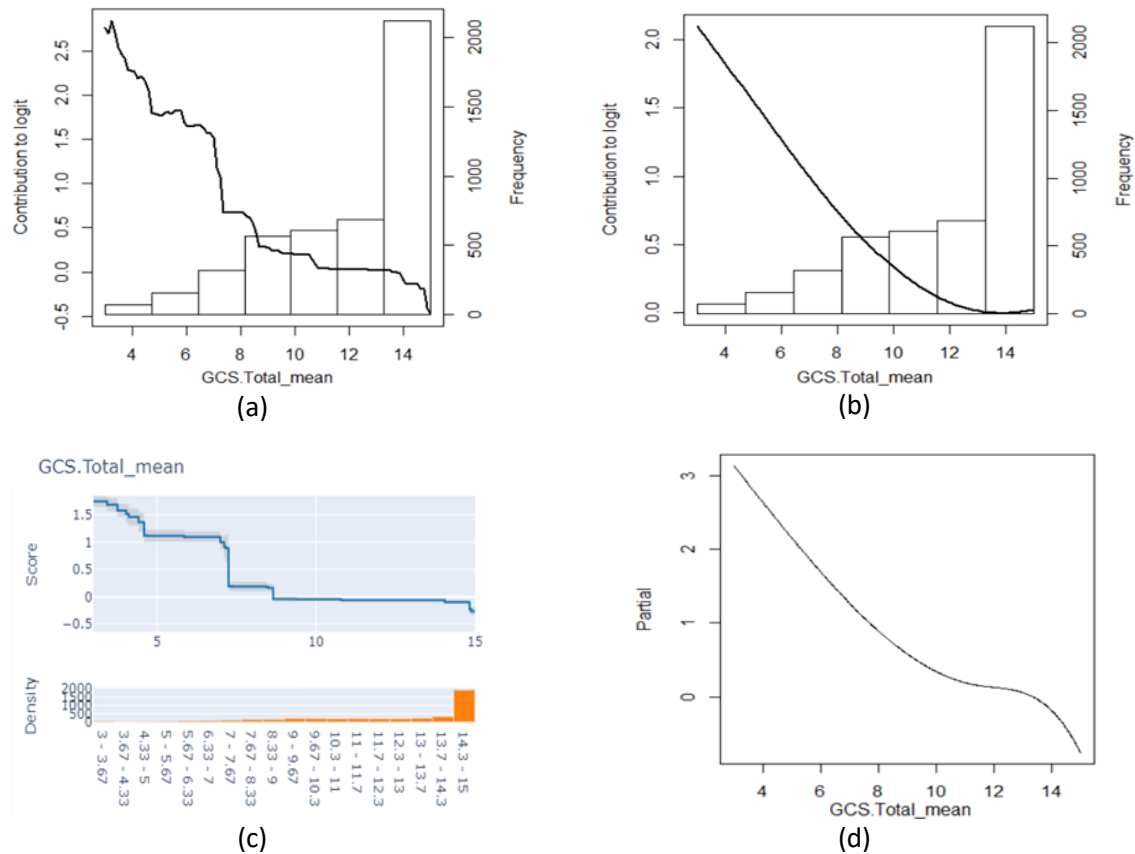 Contribution to logit
2.5
2.0
1.5
1.0
0.5
0.0
-0.5
2000
1500
1000
500
0
Frequency
4 6 8 10 12 14
GCS.Total_mean
(a)
Contribution to logit
2.0
1.5
1.0
0.5
0.0
2000
1500
1000
500
0
Frequency
4 6 8 10 12 14
GCS.Total_mean
(b)
GCS.Total_mean
Score
1.5
1
0.5
0
−0.5
5 10 15
Density
2000
1500
1000
500
0
3 - 3.67
3.67 - 4.33
4.33 - 5
5 - 5.67
5.67 - 6.33
6.33 - 7
7 - 7.67
7.67 - 8.33
8.33 - 9
9 - 9.67
9.67 - 10.3
10.3 - 11
11 - 11.7
11.7 - 12.3
12.3 - 13
13 - 13.7
13.7 - 14.3
14.3 - 15
(c)
Partial
3
2
1
0
4 6 8 10 12 14
GCS.Total_mean
(d)